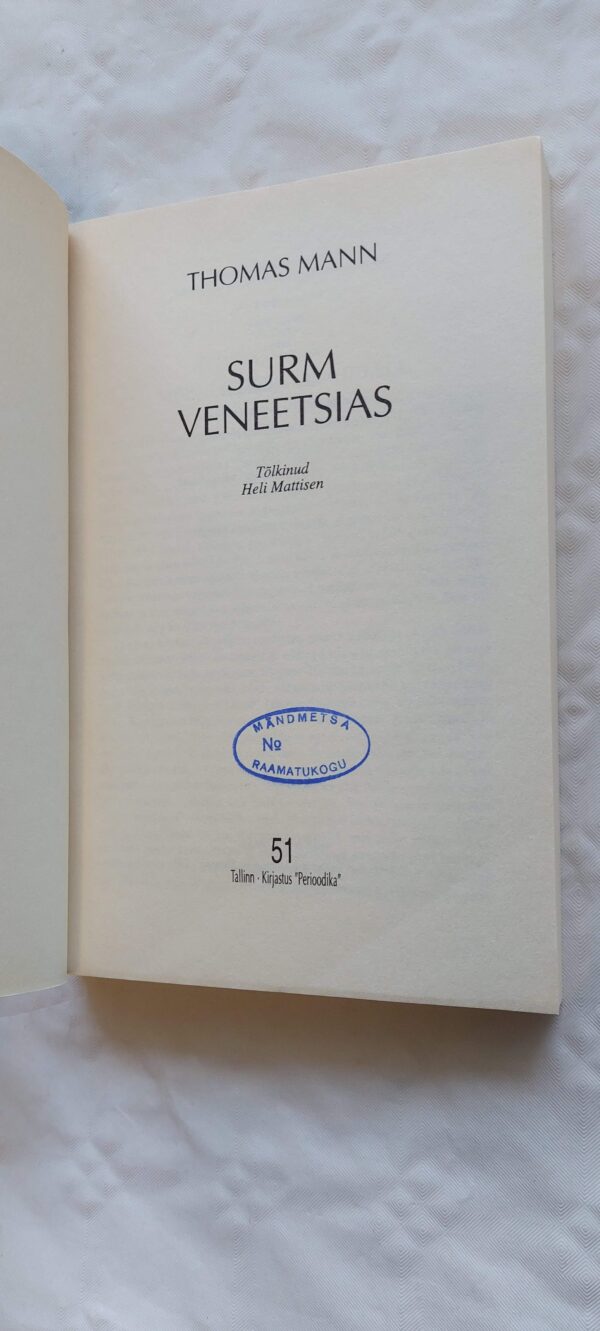 THOMAS MANN
SURM
VENEETSIAS
Tõlkinud
Heli Mattisen
MÄNDMETSA
№
RAAMATUKOGU
51
Tallinn · Kirjastus "Perioodika"